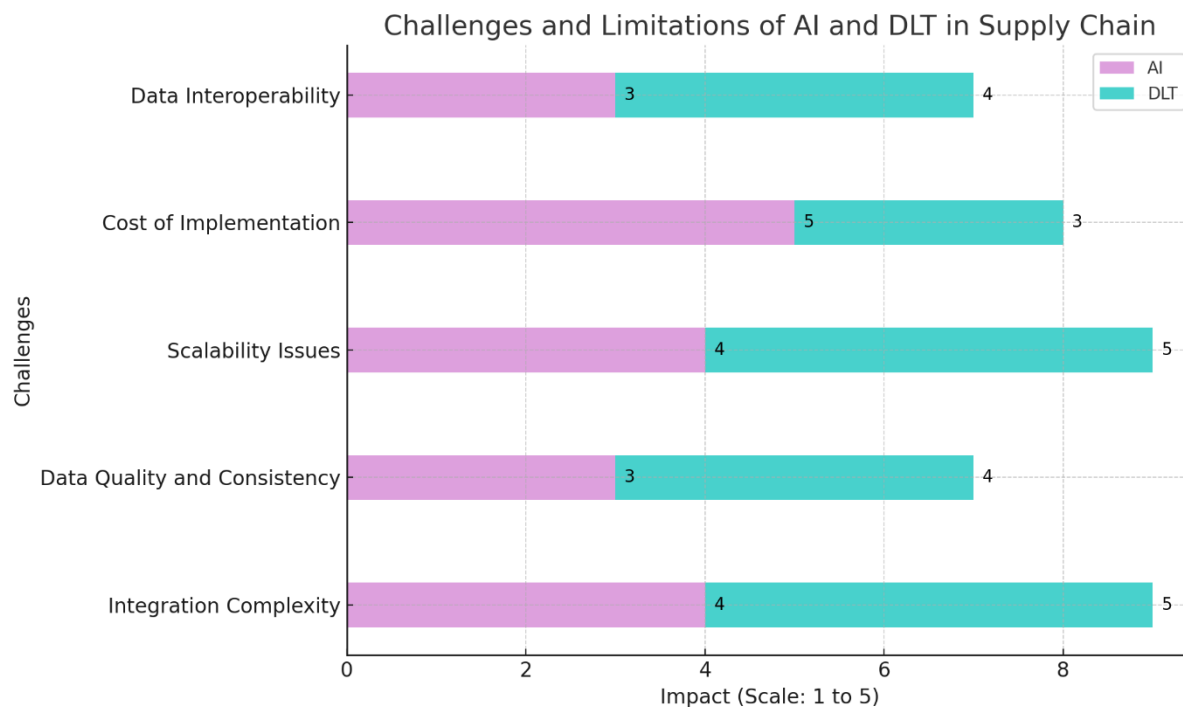 Challenges and Limitations of AI and DLT in Supply Chain
AI
DLT
Challenges
Data Interoperability
3
4
Cost of Implementation
5
3
Scalability Issues
4
5
Data Quality and Consistency
3
4
Integration Complexity
4
5
0
2
4
6
8
Impact (Scale: 1 to 5)